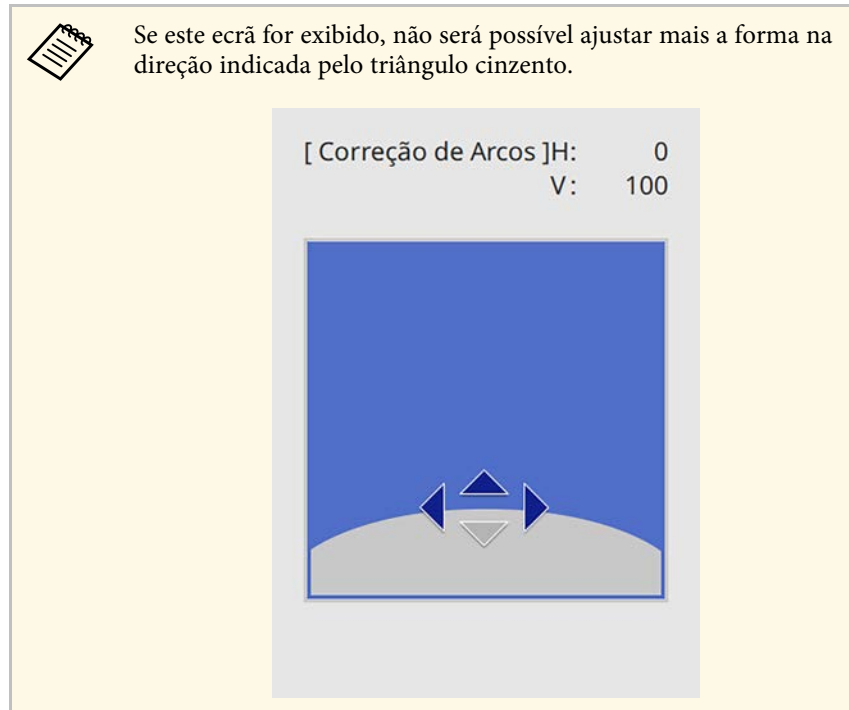 Se este ecrã for exibido, não será possível ajustar mais a forma na
direção indicada pelo triângulo cinzento.
[ Correção de Arcos ]H: 0
V: 100